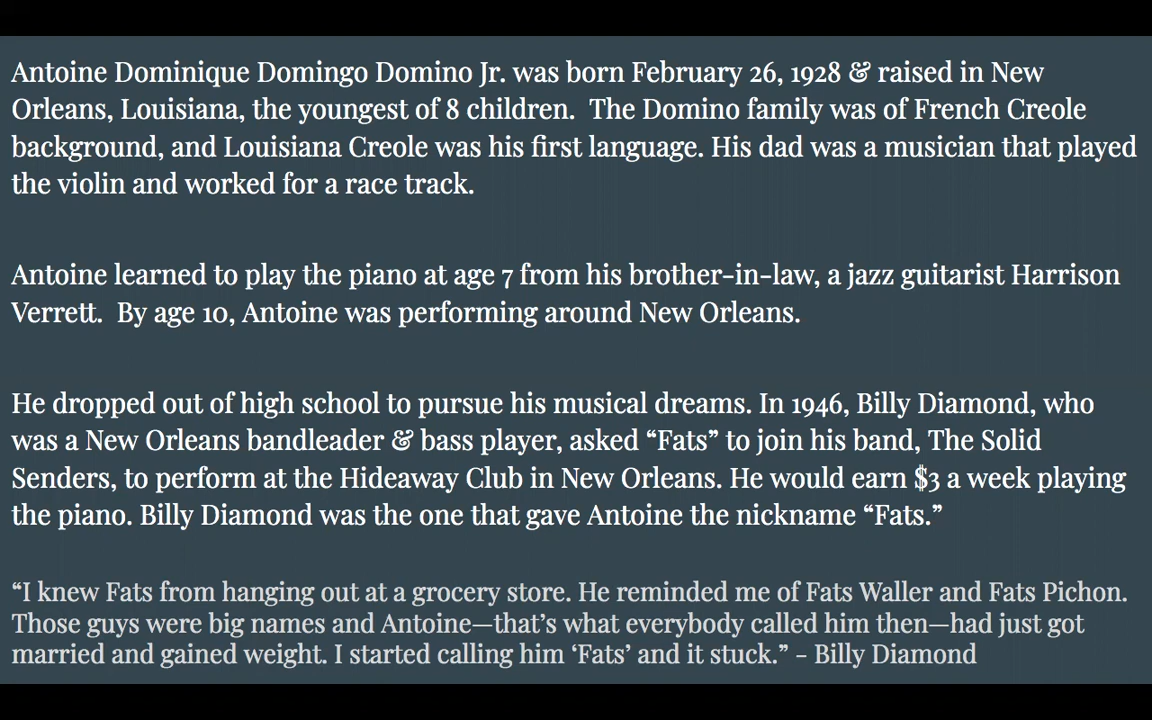 Antoine Dominique Domingo Domino Jr. was born February 26, 1928 & raised in New
Orleans, Louisiana, the youngest of 8 children.  The Domino family was of French Creole
background, and Louisiana Creole was his first language. His dad was a musician that played
the violin and worked for a race track.
Antoine learned to play the piano at age 7 from his brother-in-law, a jazz guitarist Harrison
Verrett.  By age 10, Antoine was performing around New Orleans.
He dropped out of high school to pursue his musical dreams. In 1946, Billy Diamond, who
was a New Orleans bandleader & bass player, asked “Fats” to join his band, The Solid
Senders, to perform at the Hideaway Club in New Orleans. He would earn $3 a week playing
the piano. Billy Diamond was the one that gave Antoine the nickname “Fats.”
“I knew Fats from hanging out at a grocery store. He reminded me of Fats Waller and Fats Pichon.
Those guys were big names and Antoine—that’s what everybody called him then—had just got
married and gained weight. I started calling him ‘Fats’ and it stuck.” - Billy Diamond